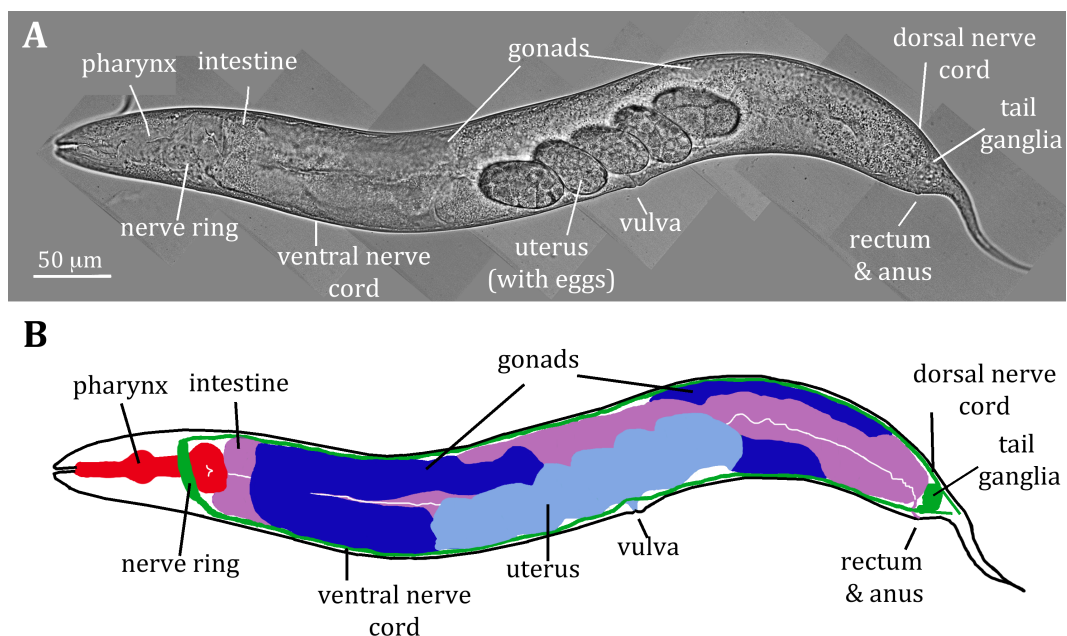 A
pharynx
intestine
gonads
dorsal nerve
cord
tail
ganglia
nerve ring
ventral nerve
cord
uterus
(with eggs)
vulva
rectum
& anus
50 μm
B
pharynx
intestine
gonads
dorsal nerve
cord
tail
ganglia
nerve ring
ventral nerve
cord
uterus
vulva
rectum
& anus